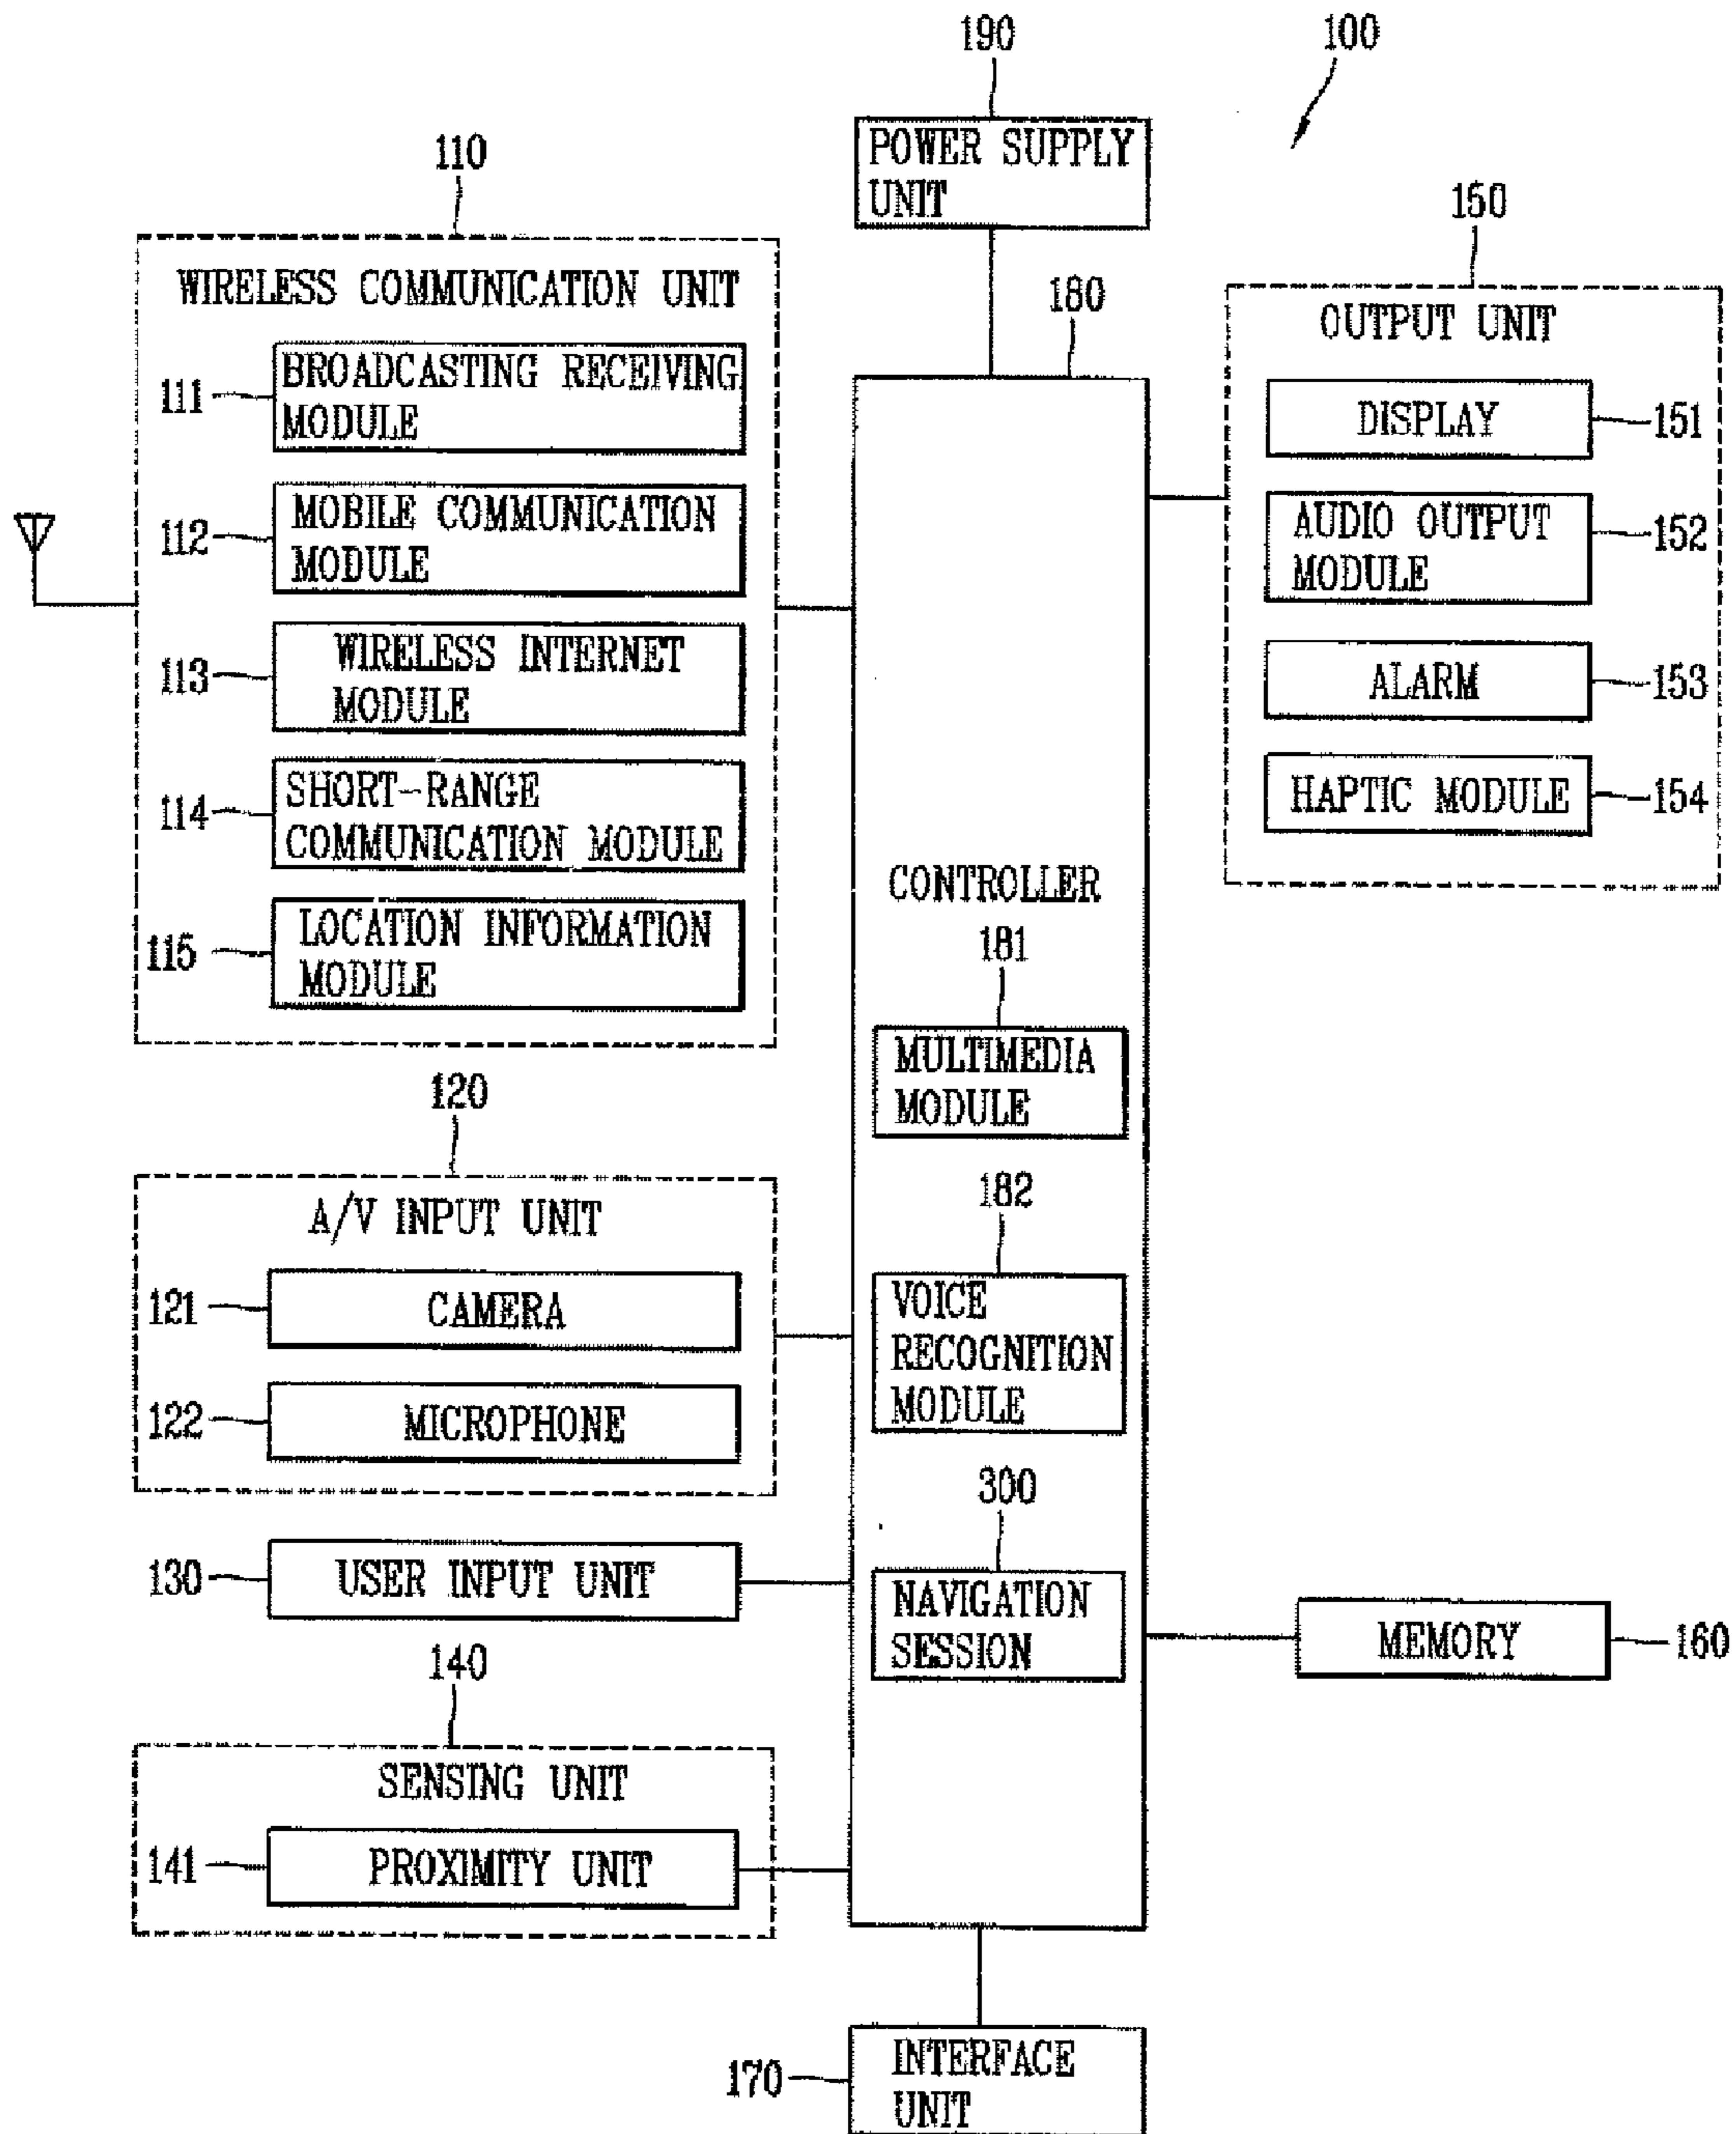 190
100
POWER SUPPLY
UNIT
110
WIRELESS COMMUNICATION UNIT
111
BROADCASTING RECEIVING
MODULE
112
MOBILE COMMUNICATION
MODULE
113
WIRELESS INTERNET
MODULE
114
SHORT-RANGE
COMMUNICATION MODULE
115
LOCATION INFORMATION
MODULE
120
A/V INPUT UNIT
121
CAMERA
122
MICROPHONE
130
USER INPUT UNIT
140
SENSING UNIT
141
PROXIMITY UNIT
180
CONTROLLER
181
MULTIMEDIA
MODULE
182
VOICE
RECOGNITION
MODULE
300
NAVIGATION
SESSION
150
OUTPUT UNIT
DISPLAY
151
AUDIO OUTPUT
MODULE
152
ALARM
153
HAPTIC MODULE
154
MEMORY
160
170
INTERFACE
UNIT